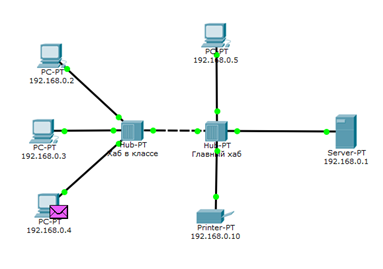 PC-PT
192.168.0.2
PC-PT
192.168.0.5
PC-PT
192.168.0.3
Hub-PT
Хаб в классе
Hub-PT
Главный хаб
Server-PT
192.168.0.1
PC-PT
192.168.0.4
Printer-PT
192.168.0.10